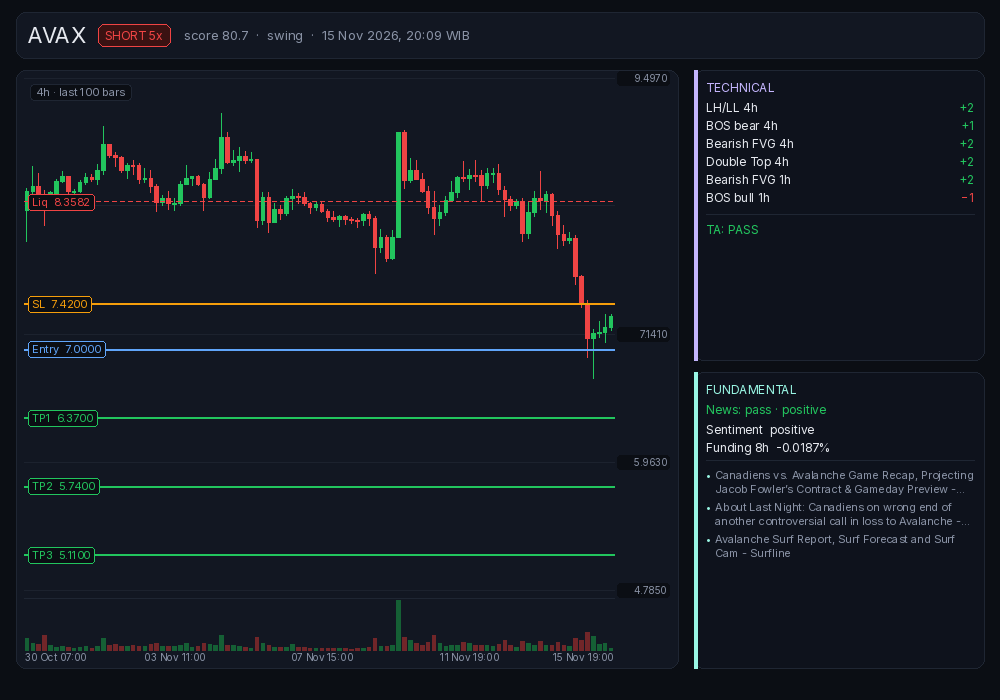 AVAX SHORT 5x score 80.7 · swing · 15 Nov 2026, 20:09 WIB
4h · last 100 bars
9.4970
Liq 8.3582
SL 7.4200
7.1410
Entry 7.0000
TP1 6.3700
5.9630
TP2 5.7400
TP3 5.1100
4.7850
30 Oct 07:00 03 Nov 11:00 07 Nov 15:00 11 Nov 19:00 15 Nov 19:00
TECHNICAL
LH/LL 4h +2
BOS bear 4h +1
Bearish FVG 4h +2
Double Top 4h +2
Bearish FVG 1h +2
BOS bull 1h −1
TA: PASS
FUNDAMENTAL
News: pass · positive
Sentiment positive
Funding 8h -0.0187%
• Canadiens vs. Avalanche Game Recap, Projecting
Jacob Fowler's Contract & Gameday Preview -...
• About Last Night: Canadiens on wrong end of
another controversial call in loss to Avalanche -...
• Avalanche Surf Report, Surf Forecast and Surf
Cam - Surfline